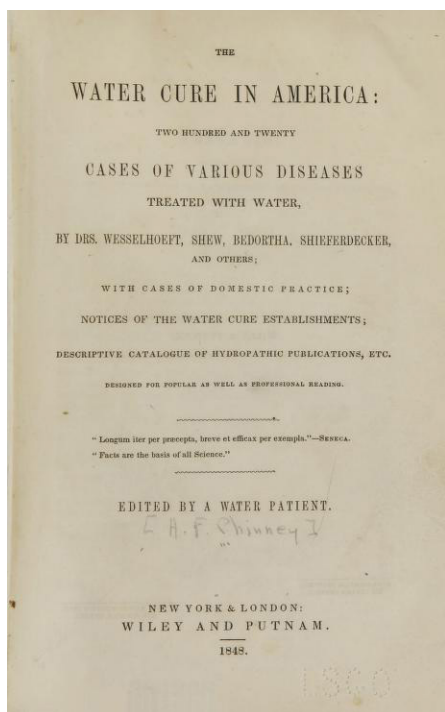 THE
WATER CURE IN AMERICA:
TWO HUNDRED AND TWENTY
CASES OF VARIOUS DISEASES
TREATED WITH WATER,
BY DRS. WESSELHOEFT, SHEW, BEDORTHA. SHIEFERDECKER,
AND OTHERS;
WITH CASES OF DOMESTIC PRACTICE;
NOTICES OF THE WATER CURE ESTABLISHMENTS;
DESCRIPTIVE CATALOGUE OF HYDROPATHIC PUBLICATIONS, ETC.
DESIGNED FOR POPULAR AS WELL AS PROFESSIONAL READING.
"Longum iter per præcepta, breve et efficax per exempla."—SENECA.
"Facts are the basis of all Science."
EDITED BY A WATER PATIENT.
[A. F. Phinney]
NEW YORK & LONDON:
WILEY AND PUTNAM.
1848.